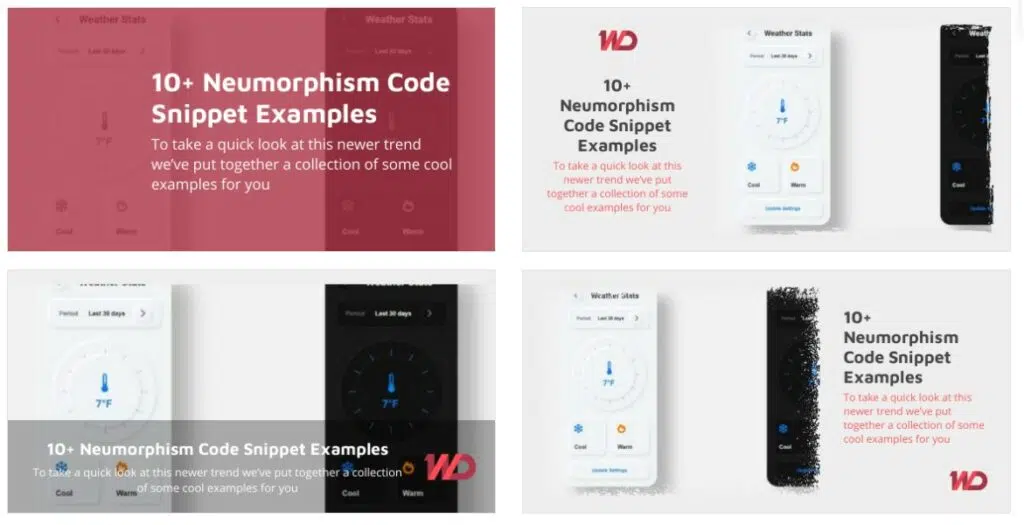 Weather Stats
Weather Stats
Period Last 30 days
10+ Neumorphism Code
Snippet Examples
To take a quick look at this newer trend
we've put together a collection of some cool
examples for you
7°F
Cool Warm
Cool Warm
WD
10+
Neumorphism
Code Snippet
Examples
To take a quick look at this
newer trend we've put
together a collection of some
cool examples for you
Weather Stats
Period Last 30 days
7°F
Cool Warm
Update Settings
Weath
Period Last 30
Cool
Update
Period Last 30 days
Period Last 30 days
7°F
7°F
10+ Neumorphism Code Snippet Examples
To take a quick look at this newer trend we've put together a collection
of some cool examples for you
Cool Warm
Cool Warm
WD
Weather Stats
Period Last 30 days
7°F
Cool Warm
Update Settings
Cool
10+
Neumorphism
Code Snippet
Examples
To take a quick look at this
newer trend we've put
together a collection of some
cool examples for you
WD